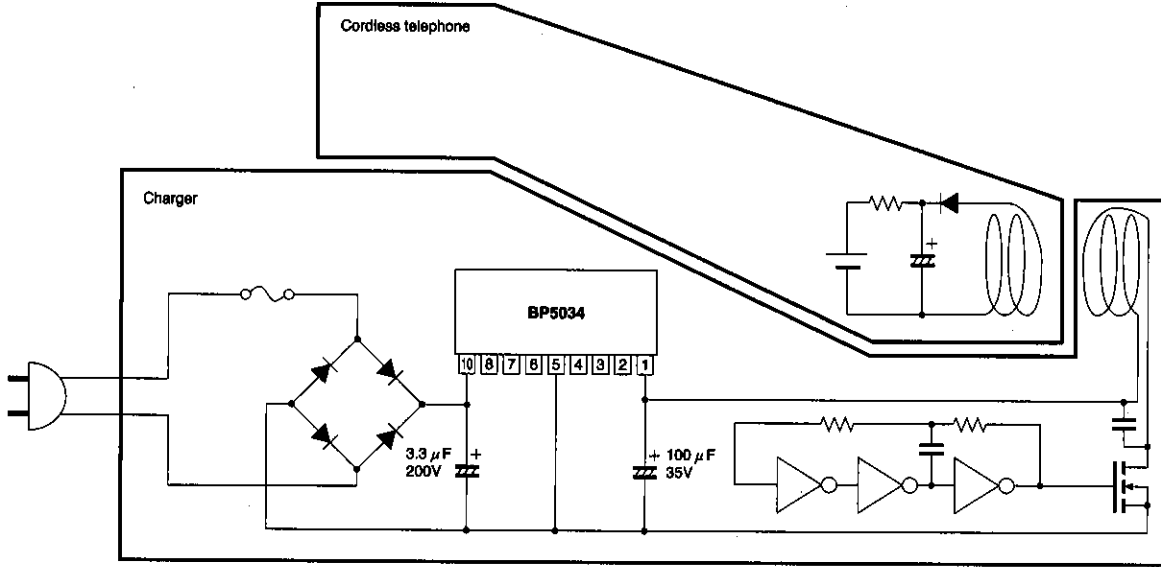 Cordless telephone
Charger
BP5034
10 8 7 6 5 4 3 2 1
3.3 µF
200V
+
+
100 µF
35V
+